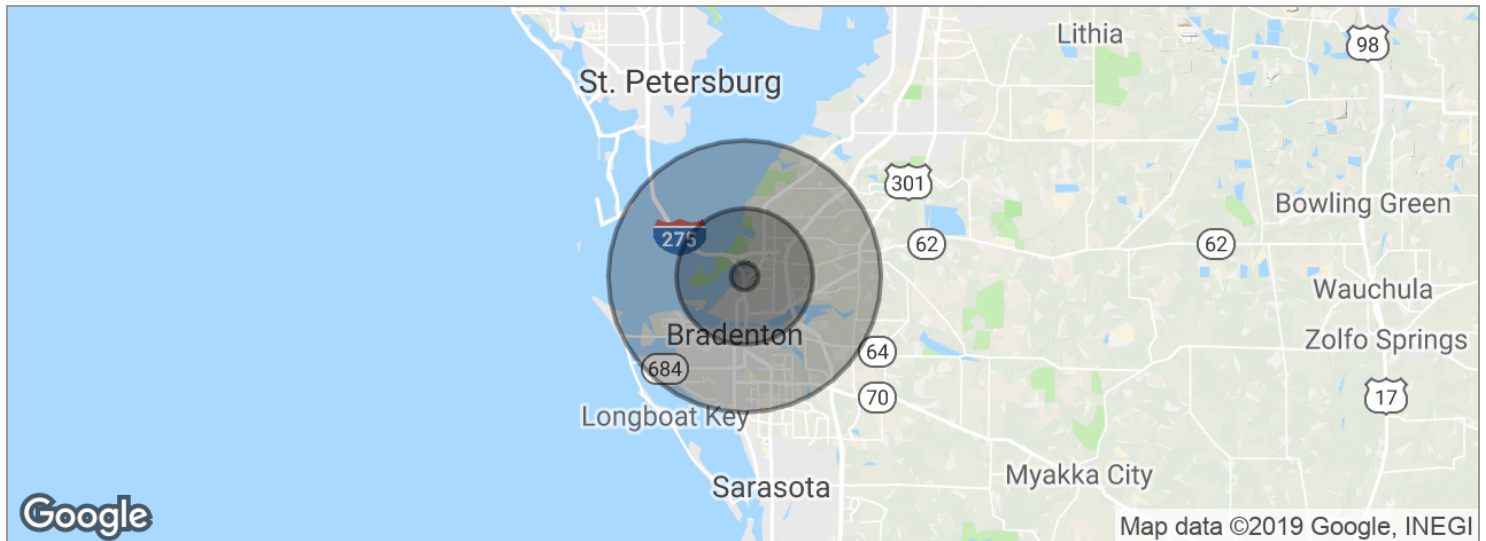 Lithia
98
St. Petersburg
301
Bowling Green
275
62
62
Wauchula
Bradenton
Zolfo Springs
64
684
70
17
Longboat Key
Myakka City
Sarasota
Google
Map data ©2019 Google, INEGI